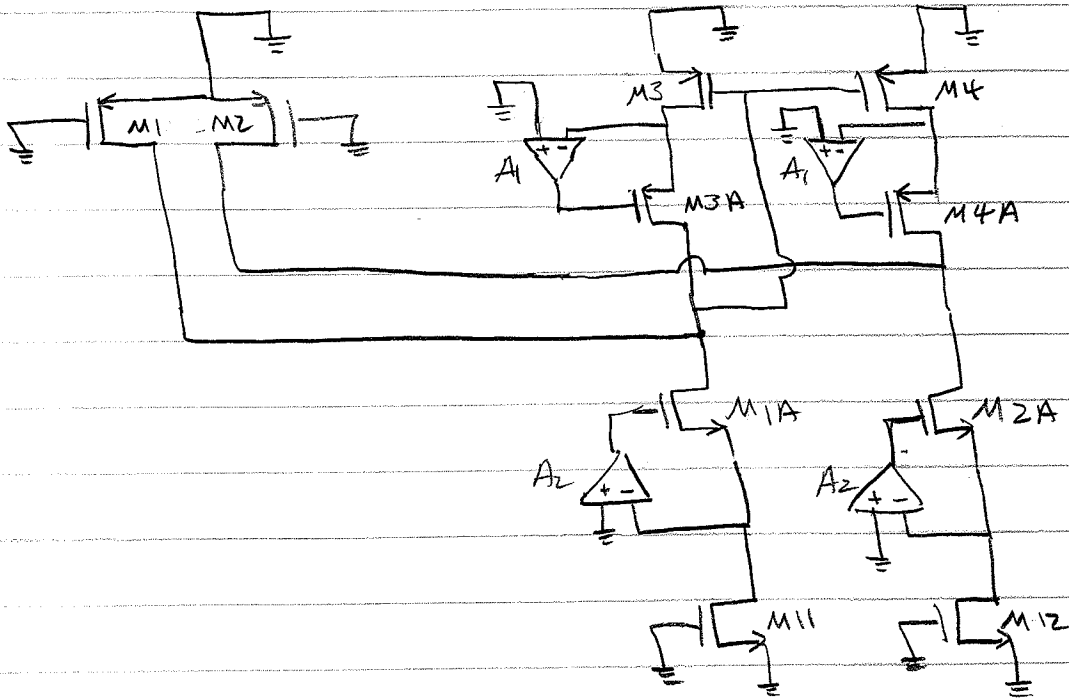 M3 M4
M1 M2
+ - + -
A1 A1
M3A M4A
M1A M2A
A2 A2
+ - + -
M11 M12